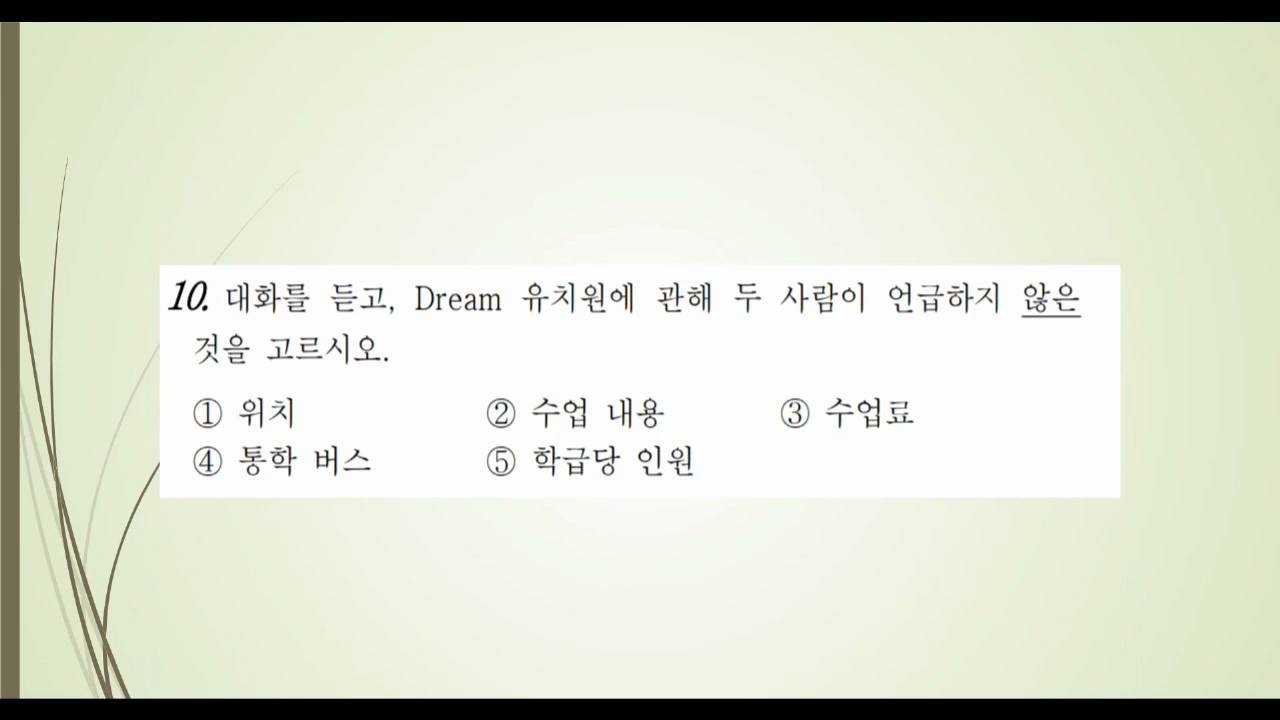 10. 대화를 듣고, Dream 유치원에 관해 두 사람이 언급하지 않은
것을 고르시오.
① 위치 ② 수업 내용 ③ 수업료
④ 통학 버스 ⑤ 학급당 인원